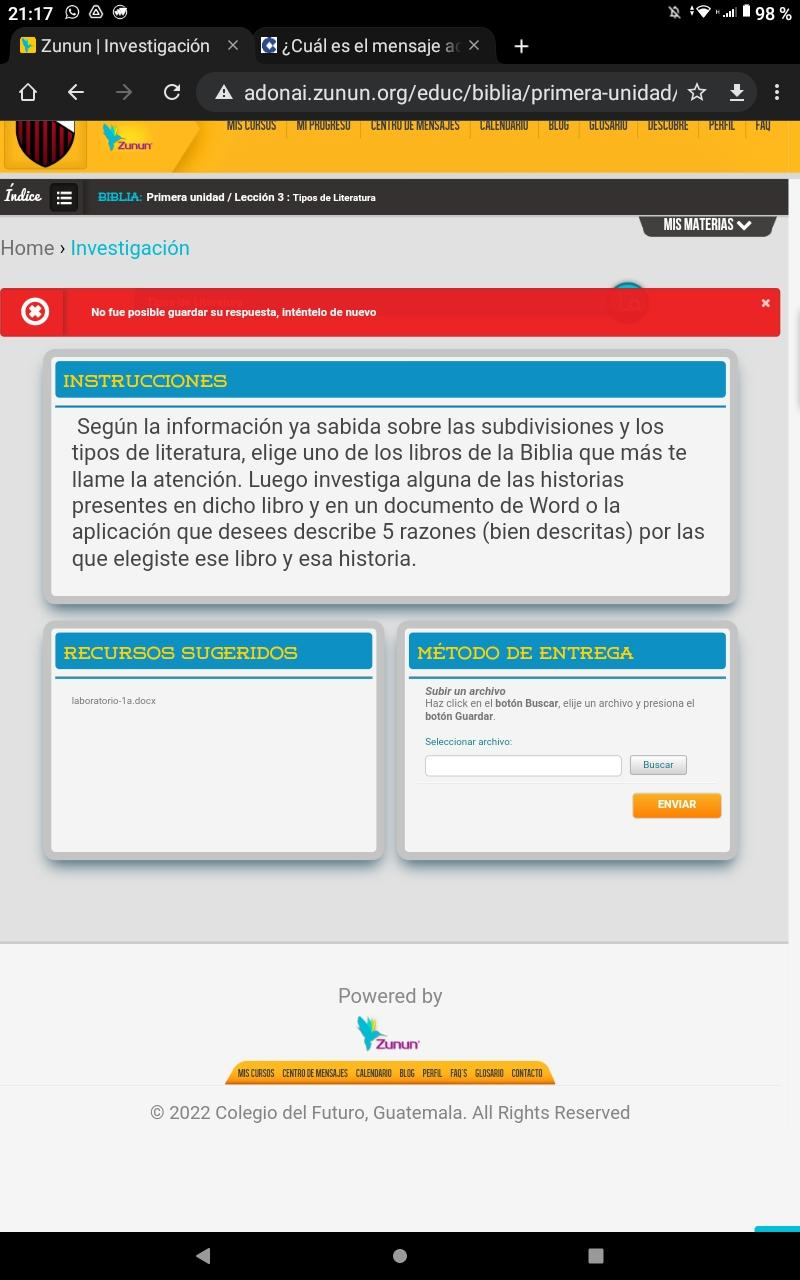 21:17
98 %
Zunun | Investigación
¿Cuál es el mensaje a
adonai.zunun.org/educ/biblia/primera-unidad/
Zunun
MIS CURSOS MI PROGRESO CENTRO DE MENSAJES CALENDARIO BLOG GLOSARIO DESCUBRE PERFIL FAQ
Índice BIBLIA: Primera unidad / Lección 3 : Tipos de Literatura
MIS MATERIAS
Home › Investigación
No fue posible guardar su respuesta, inténtelo de nuevo
INSTRUCCIONES
Según la información ya sabida sobre las subdivisiones y los
tipos de literatura, elige uno de los libros de la Biblia que más te
llame la atención. Luego investiga alguna de las historias
presentes en dicho libro y en un documento de Word o la
aplicación que desees describe 5 razones (bien descritas) por las
que elegiste ese libro y esa historia.
RECURSOS SUGERIDOS
laboratorio-1a.docx
MÉTODO DE ENTREGA
Subir un archivo
Haz click en el botón Buscar, elije un archivo y presiona el
botón Guardar.
Seleccionar archivo:
Buscar
ENVIAR
Powered by
Zunun
MIS CURSOS CENTRO DE MENSAJES CALENDARIO BLOG PERFIL FAQ'S GLOSARIO CONTACTO
© 2022 Colegio del Futuro, Guatemala. All Rights Reserved